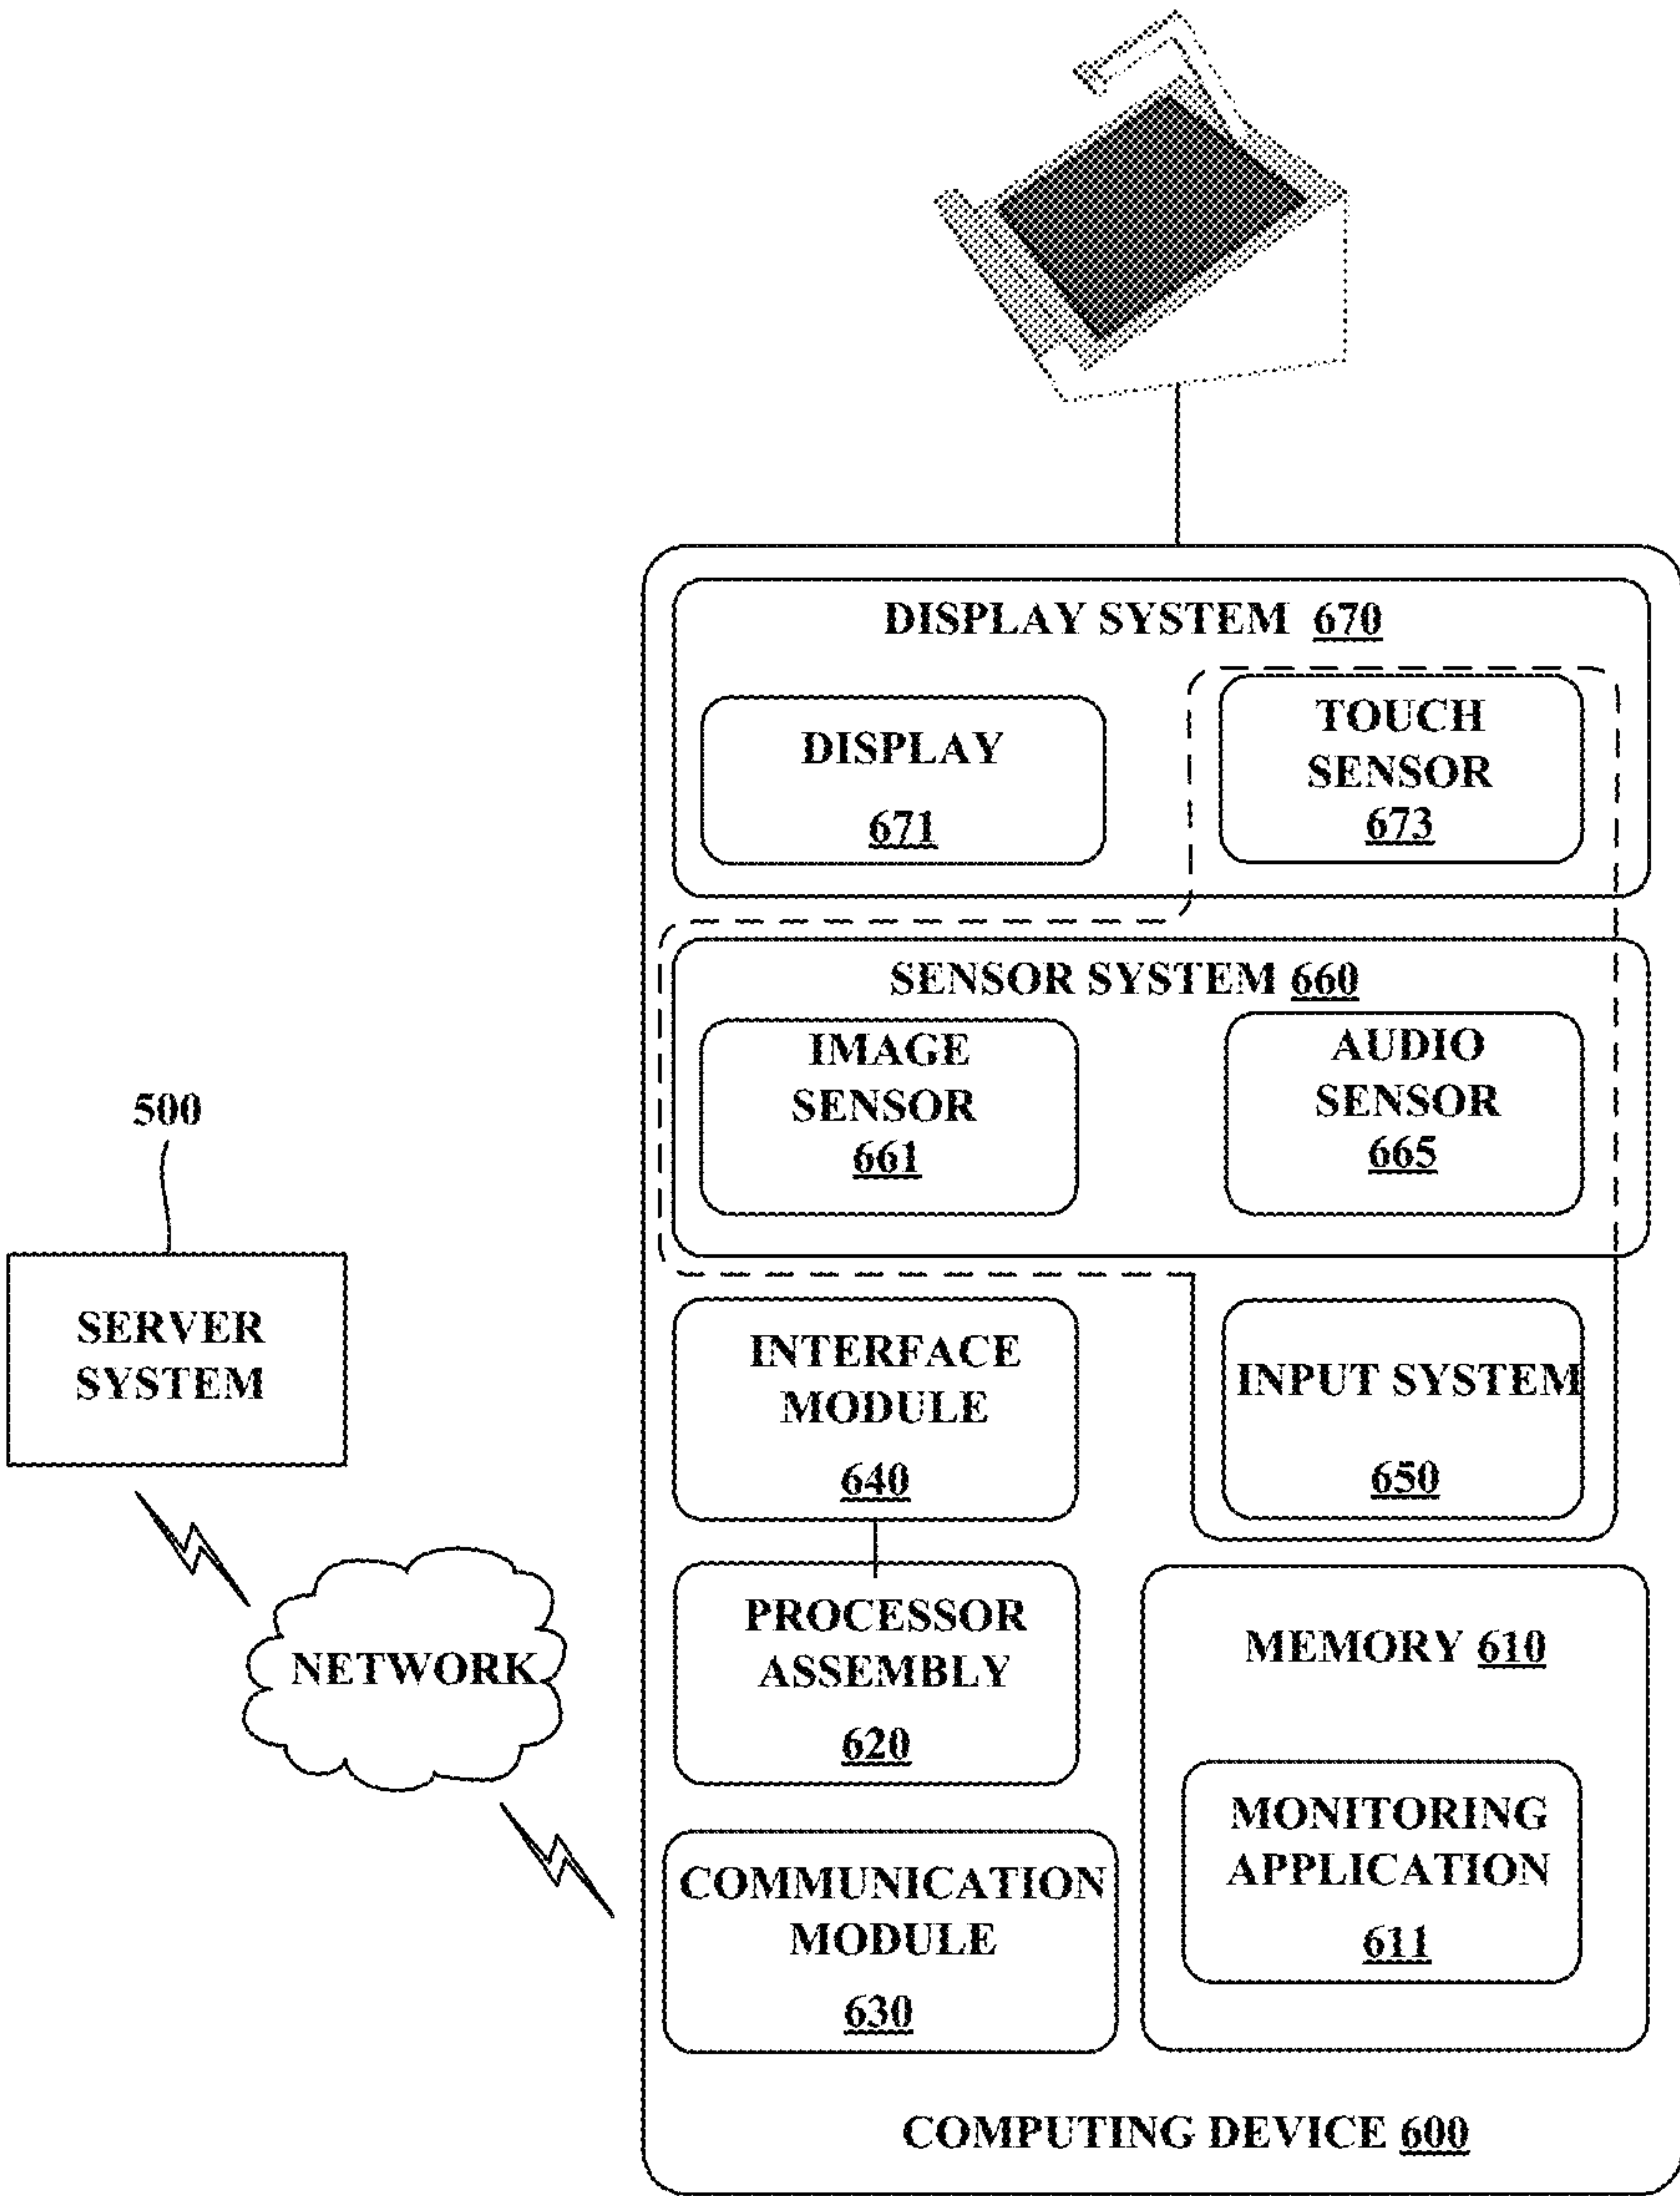 DISPLAY SYSTEM 670
DISPLAY
671
TOUCH
SENSOR
673
SENSOR SYSTEM 660
IMAGE
SENSOR
661
AUDIO
SENSOR
665
500
SERVER
SYSTEM
INTERFACE
MODULE
640
INPUT SYSTEM
650
NETWORK
PROCESSOR
ASSEMBLY
620
MEMORY 610
MONITORING
APPLICATION
611
COMMUNICATION
MODULE
630
COMPUTING DEVICE 600